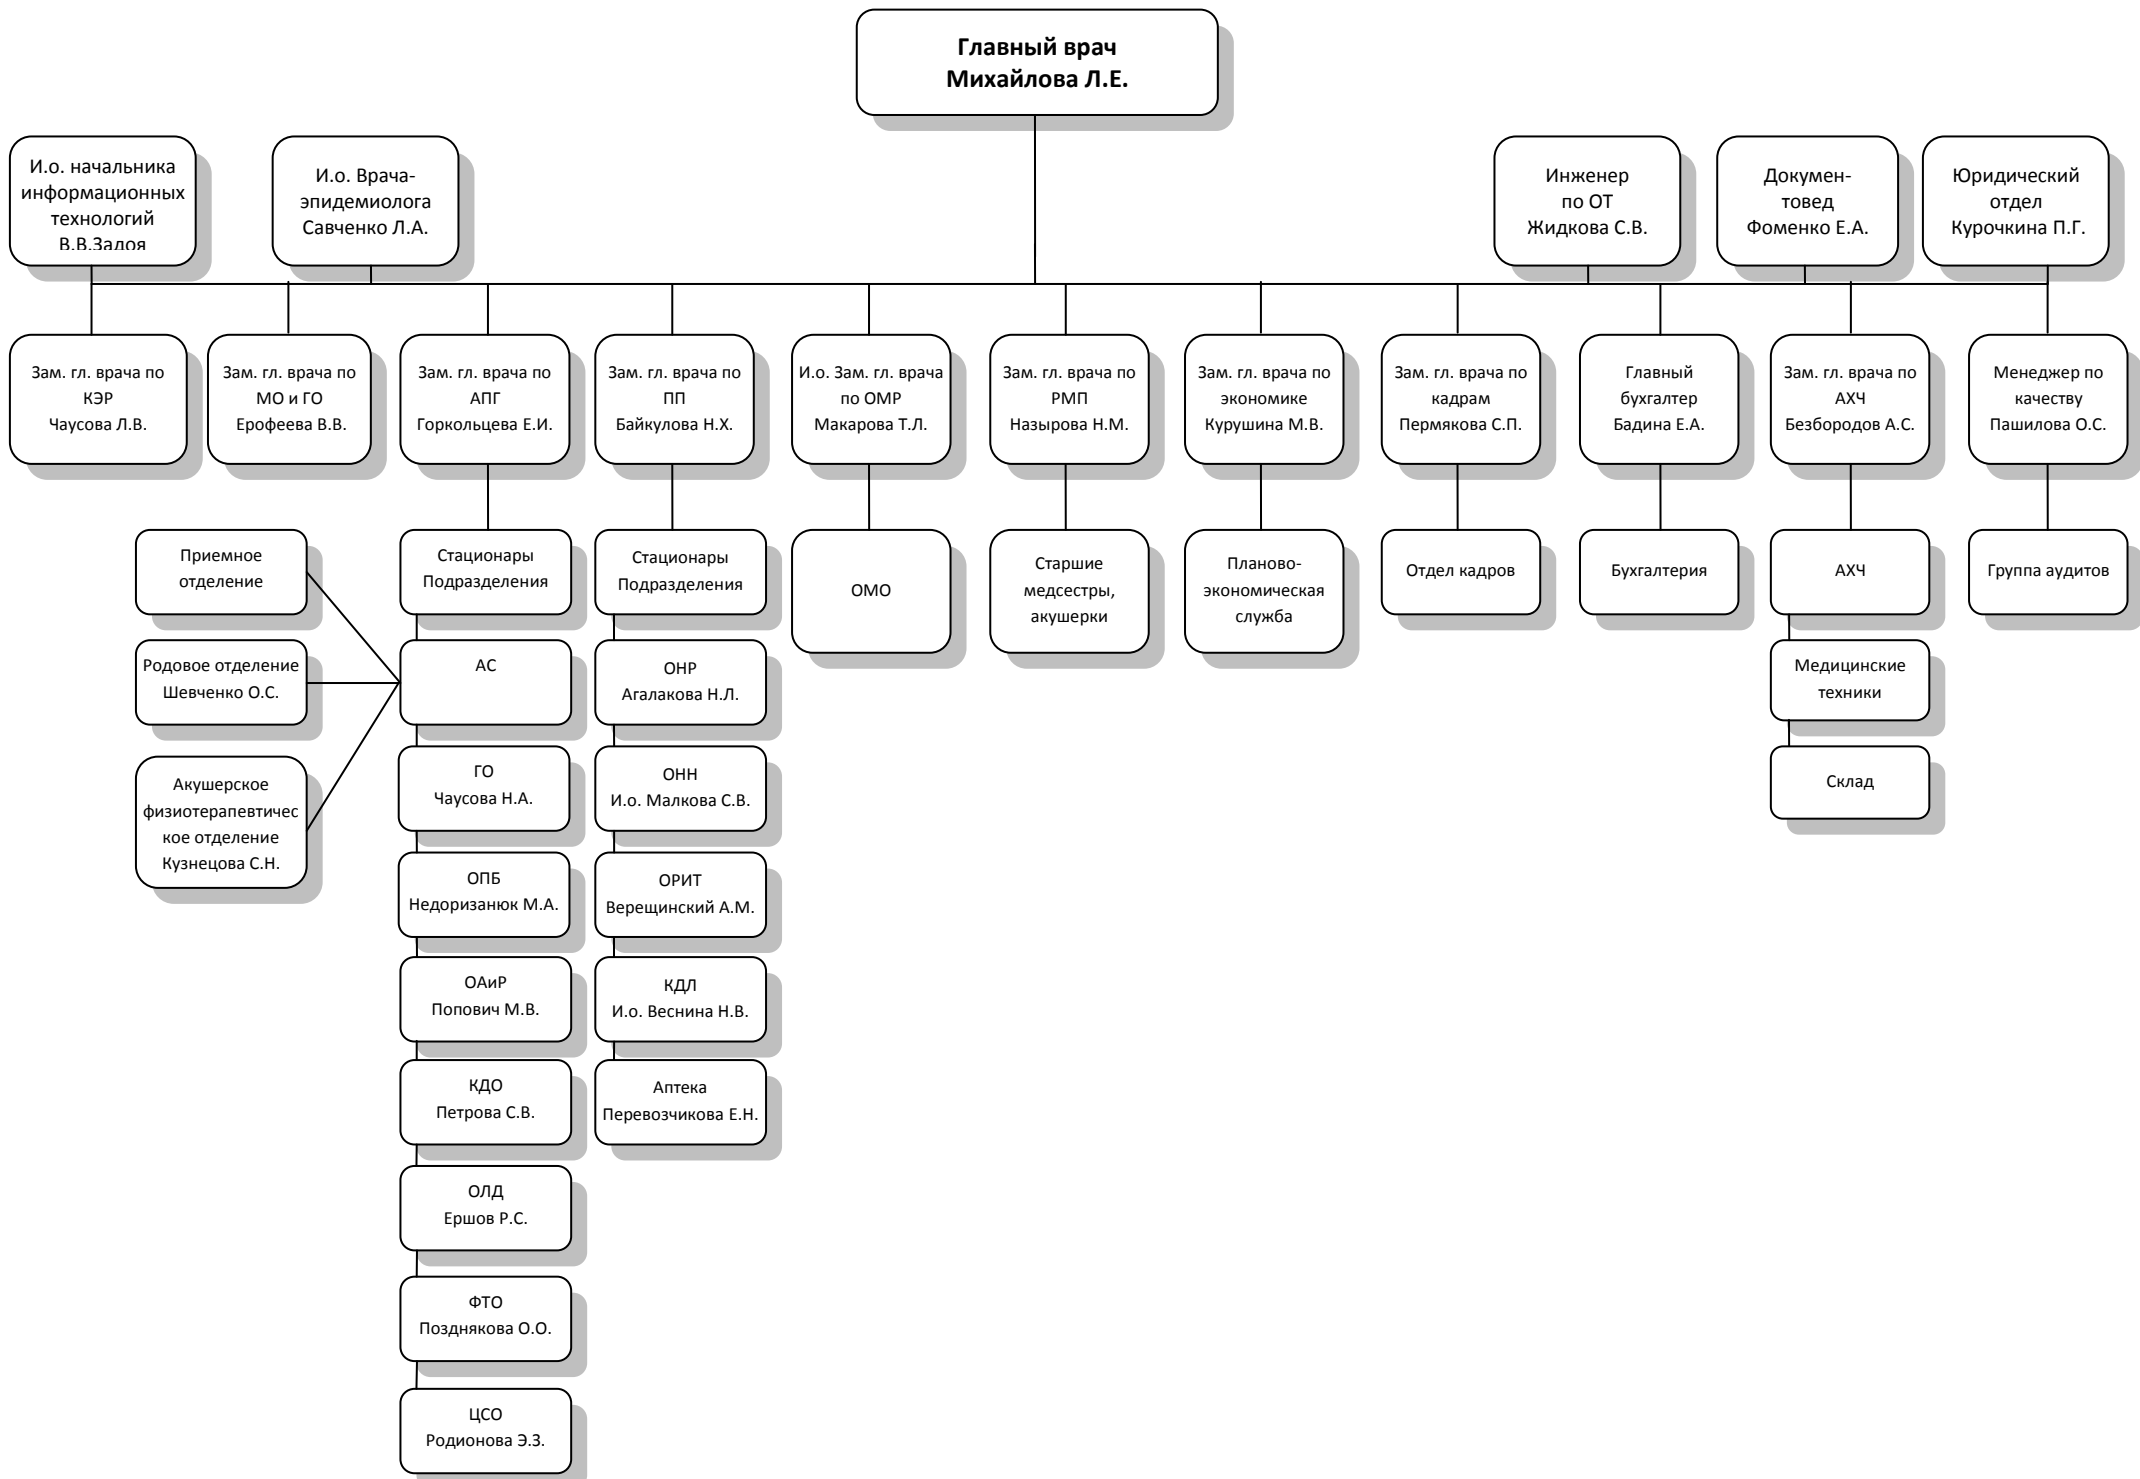 Главный врач
Михайлова Л.Е.
И.о. начальника
информационных
технологий
В.В.Задоя
И.о. Врача-
эпидемиолога
Савченко Л.А.
Инженер
по ОТ
Жидкова С.В.
Докумен-
товед
Фоменко Е.А.
Юридический
отдел
Курочкина П.Г.
Зам. гл. врача по
КЭР
Чаусова Л.В.
Зам. гл. врача по
МО и ГО
Ерофеева В.В.
Зам. гл. врача по
АПГ
Горкольцева Е.И.
Зам. гл. врача по
ПП
Байкулова Н.Х.
И.о. Зам. гл. врача
по ОМР
Макарова Т.Л.
Зам. гл. врача по
РМП
Назырова Н.М.
Зам. гл. врача по
экономике
Курушина М.В.
Зам. гл. врача по
кадрам
Пермякова С.П.
Главный
бухгалтер
Бадина Е.А.
Зам. гл. врача по
АХЧ
Безбородов А.С.
Менеджер по
качеству
Пашилова О.С.
Приемное
отделение
Стационары
Подразделения
Стационары
Подразделения
ОМО
Старшие
медсестры,
акушерки
Планово-
экономическая
служба
Отдел кадров
Бухгалтерия
АХЧ
Группа аудитов
Родовое отделение
Шевченко О.С.
АС
ОНР
Агалакова Н.Л.
Медицинские
техники
Акушерское
физиотерапевтичес
кое отделение
Кузнецова С.Н.
ГО
Чаусова Н.А.
ОНН
И.о. Малкова С.В.
Склад
ОПБ
Недоризанюк М.А.
ОРИТ
Верещинский А.М.
ОАиР
Попович М.В.
КДЛ
И.о. Веснина Н.В.
КДО
Петрова С.В.
Аптека
Перевозчикова Е.Н.
ОЛД
Ершов Р.С.
ФТО
Позднякова О.О.
ЦСО
Родионова Э.З.